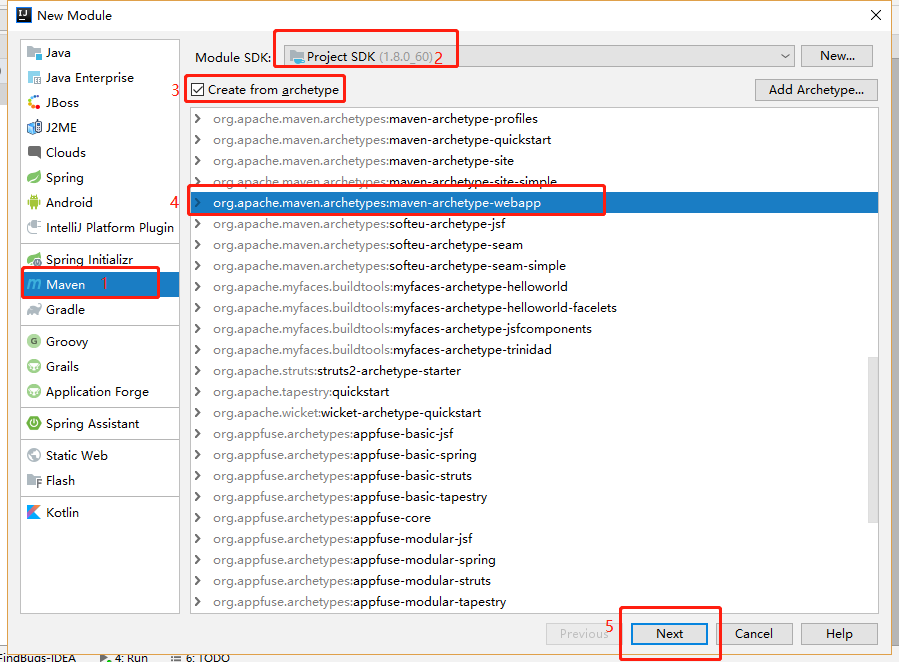 New Module
Java
Java Enterprise
JBoss
J2ME
Clouds
Spring
Android
IntelliJ Platform Plugin
Spring Initializr
Maven 1
Gradle
Groovy
Grails
Application Forge
Spring Assistant
Static Web
Flash
Kotlin
Module SDK: Project SDK (1.8.0_60) 2 New...
3 Create from archetype Add Archetype...
org.apache.maven.archetypes:maven-archetype-profiles
org.apache.maven.archetypes:maven-archetype-quickstart
org.apache.maven.archetypes:maven-archetype-site
org.apache.maven.archetypes:maven-archetype-site-simple
4 org.apache.maven.archetypes:maven-archetype-webapp
org.apache.maven.archetypes:softeu-archetype-jsf
org.apache.maven.archetypes:softeu-archetype-seam
org.apache.maven.archetypes:softeu-archetype-seam-simple
org.apache.myfaces.buildtools:myfaces-archetype-helloworld
org.apache.myfaces.buildtools:myfaces-archetype-helloworld-facelets
org.apache.myfaces.buildtools:myfaces-archetype-jsfcomponents
org.apache.myfaces.buildtools:myfaces-archetype-trinidad
org.apache.struts:struts2-archetype-starter
org.apache.tapestry:quickstart
org.apache.wicket:wicket-archetype-quickstart
org.appfuse.archetypes:appfuse-basic-jsf
org.appfuse.archetypes:appfuse-basic-spring
org.appfuse.archetypes:appfuse-basic-struts
org.appfuse.archetypes:appfuse-basic-tapestry
org.appfuse.archetypes:appfuse-core
org.appfuse.archetypes:appfuse-modular-jsf
org.appfuse.archetypes:appfuse-modular-spring
org.appfuse.archetypes:appfuse-modular-struts
org.appfuse.archetypes:appfuse-modular-tapestry
Previous 5 Next Cancel Help
FindBugs-IDEA 4: Run 6: TODO